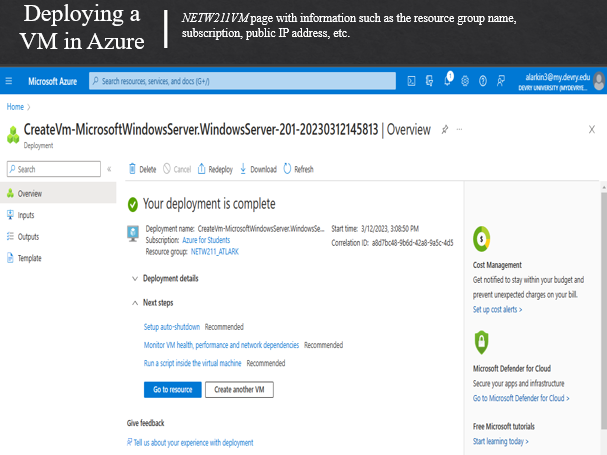 Deploying a
VM in Azure
NETW211VM page with information such as the resource group name,
subscription, public IP address, etc.
Microsoft Azure
Search resources, services, and docs (G+/)
1
alarkin3@my.devry.edu
DEVRY UNIVERSITY (MYDEVRY.E...
Home >
CreateVm-MicrosoftWindowsServer.WindowsServer-201-20230312145813 | Overview
Deployment
Search
Delete
Cancel
Redeploy
Download
Refresh
Overview
Inputs
Outputs
Template
Your deployment is complete
Deployment name: CreateVm-MicrosoftWindowsServer.WindowsSe...
Subscription: Azure for Students
Resource group: NETW211_ATLARK
Start time: 3/12/2023, 3:08:50 PM
Correlation ID: a8d7bc48-9b6d-42a8-9a5c-4d5
Deployment details
Next steps
Setup auto-shutdown Recommended
Monitor VM health, performance and network dependencies Recommended
Run a script inside the virtual machine Recommended
Go to resource
Create another VM
Give feedback
Tell us about your experience with deployment
Cost Management
Get notified to stay within your budget and
prevent unexpected charges on your bill.
Set up cost alerts >
Microsoft Defender for Cloud
Secure your apps and infrastructure
Go to Microsoft Defender for Cloud >
Free Microsoft tutorials
Start learning today >